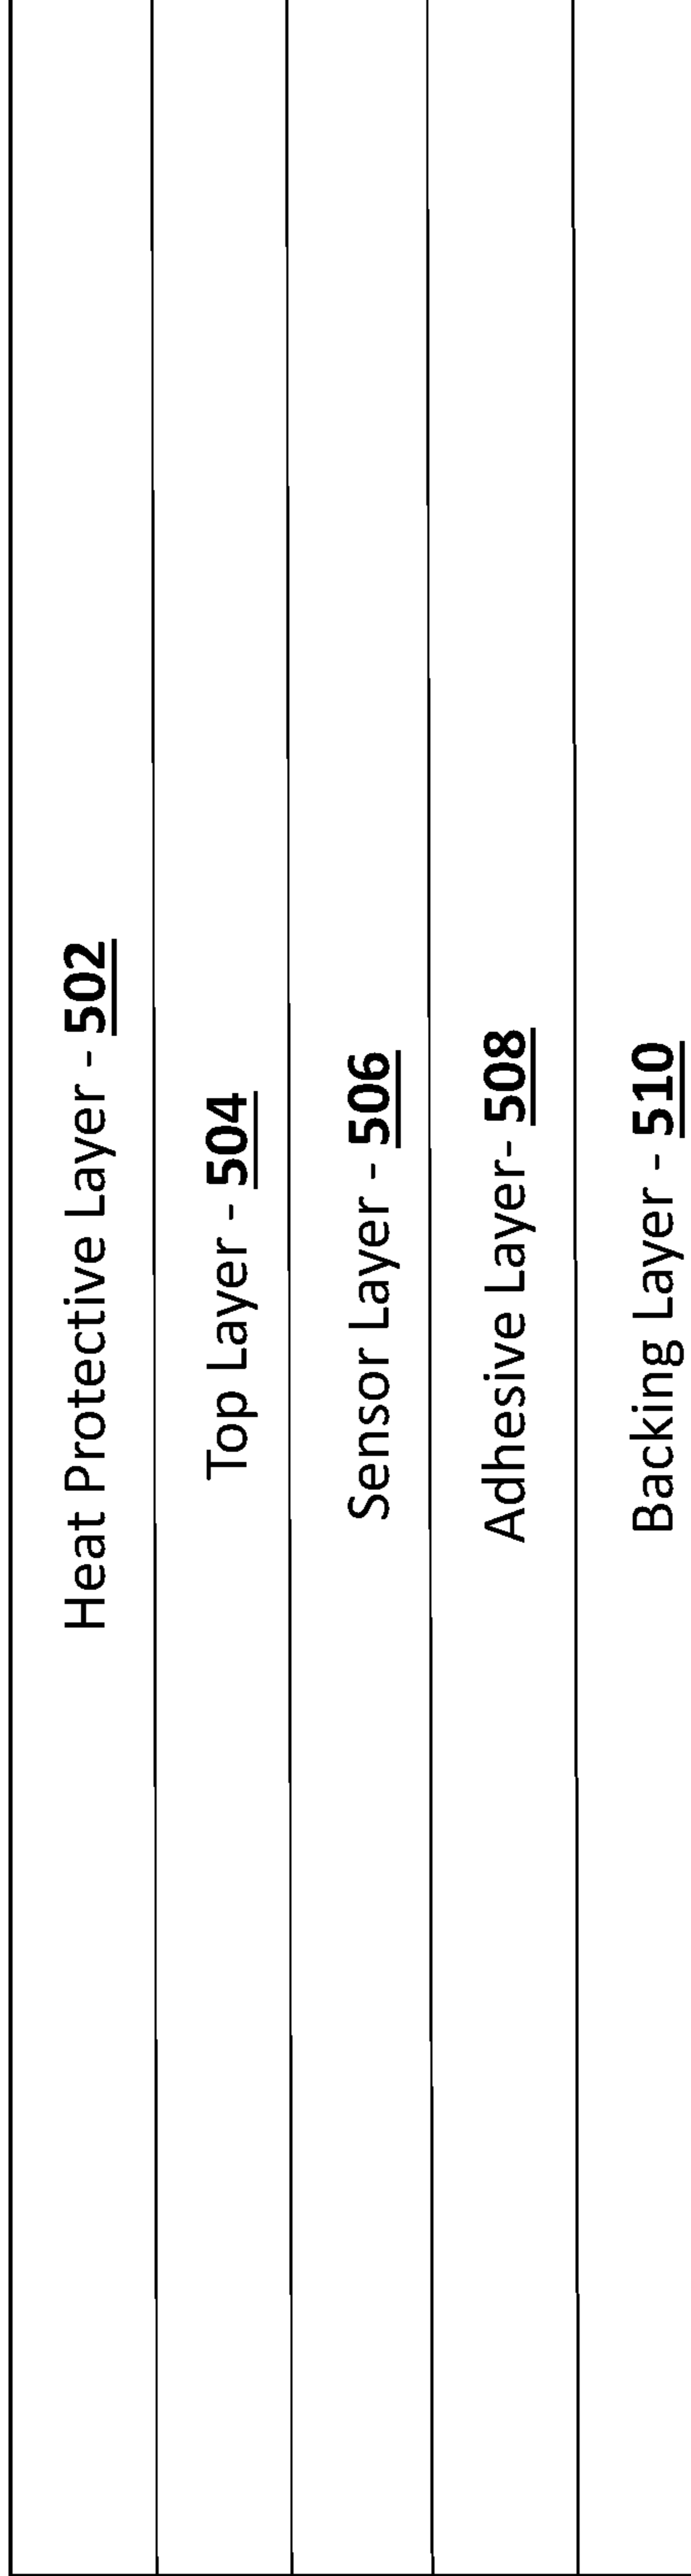 Heat Protective Layer - 502
Top Layer - 504
Sensor Layer - 506
Adhesive Layer- 508
Backing Layer - 510